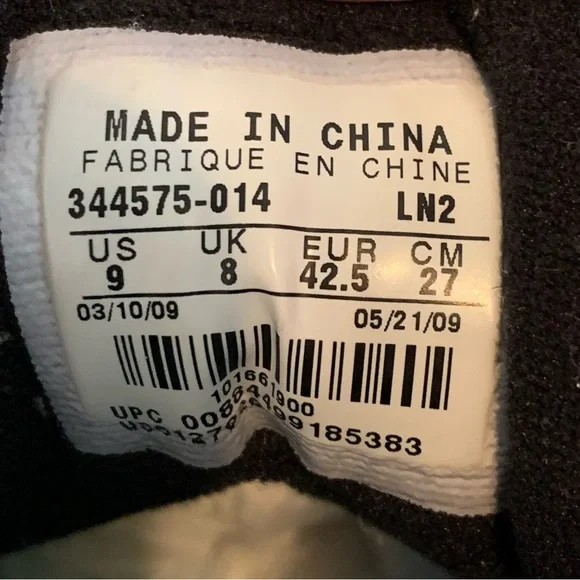 MADE IN CHINA
FABRIQUE EN CHINE
344575-014 LN2
US UK EUR CM
9 8 42.5 27
03/10/09 05/21/09
UPC